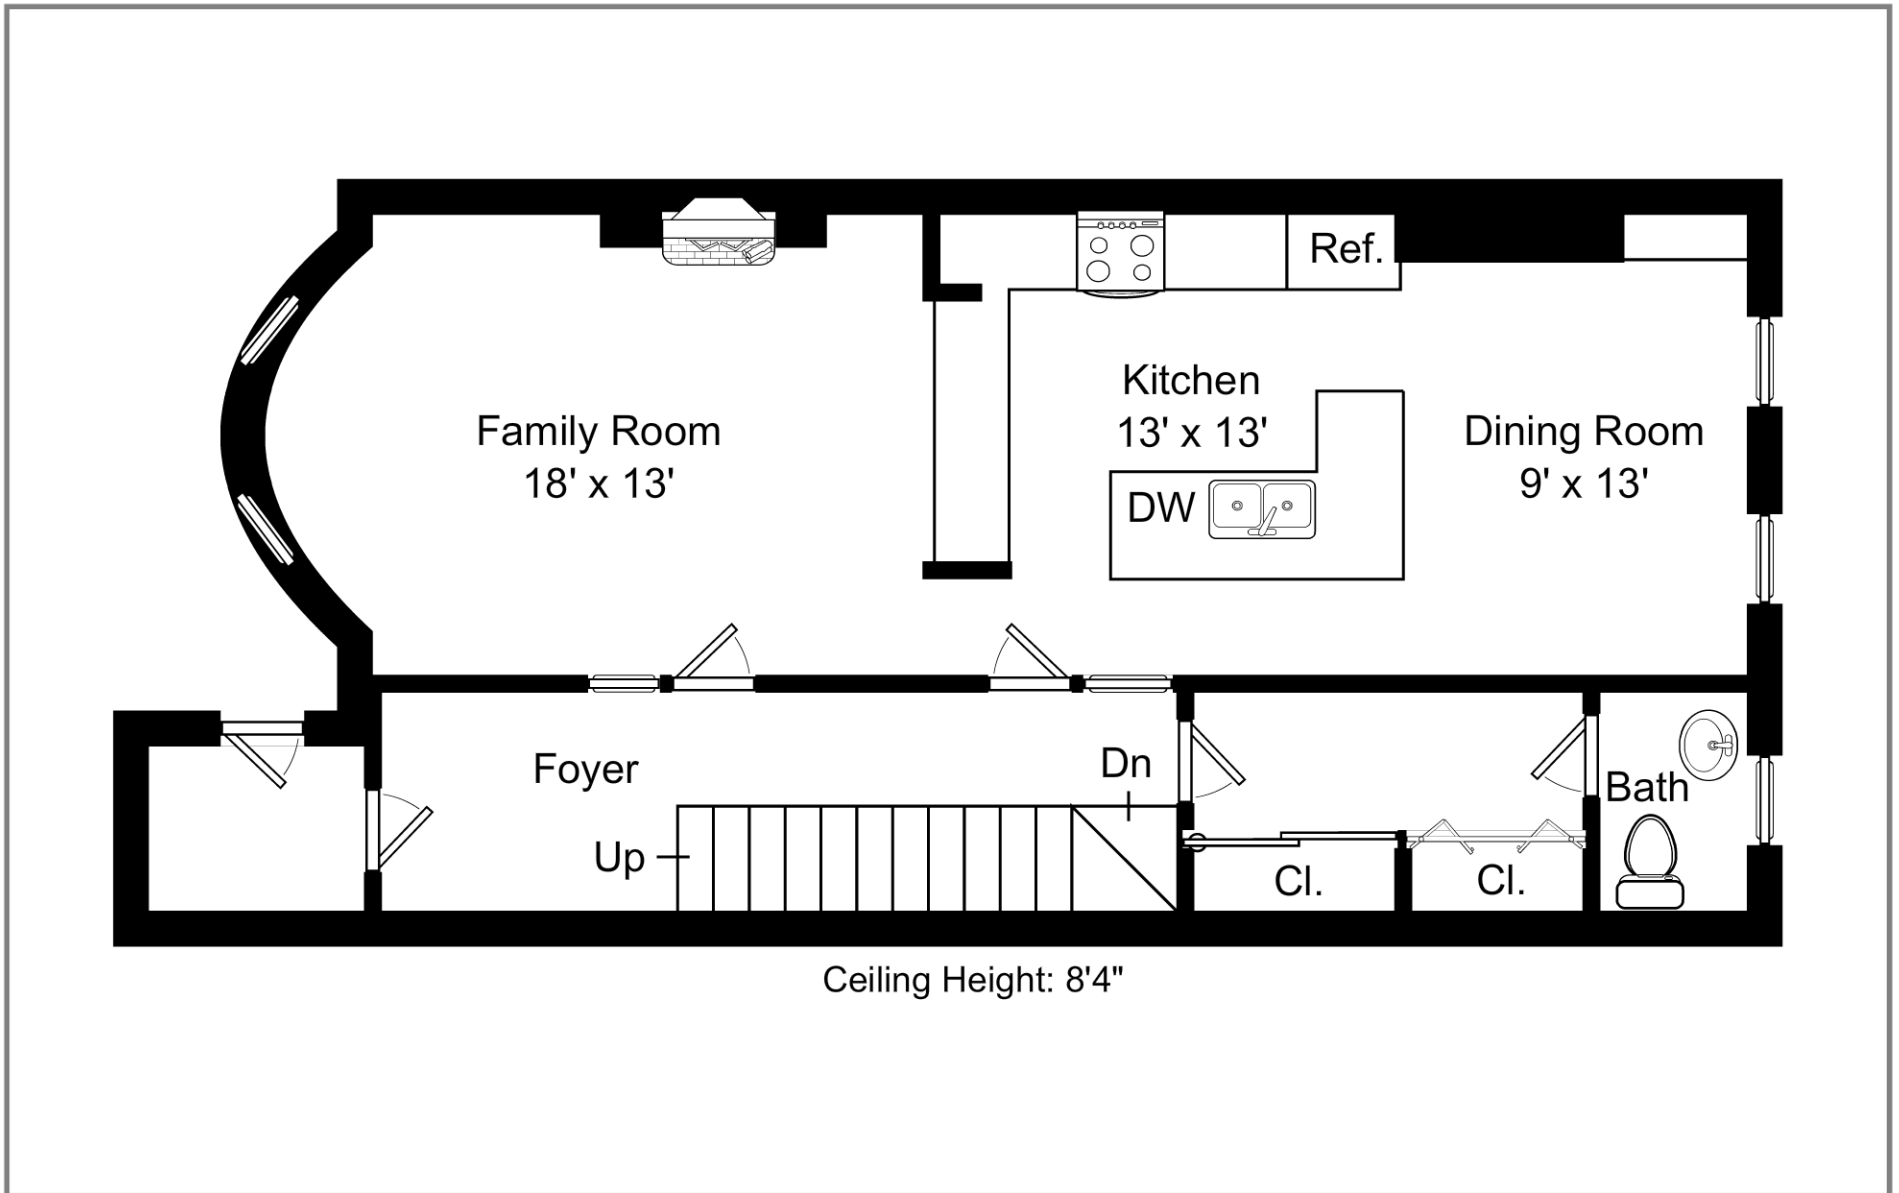 Ref.
Kitchen
13' x 13'
Family Room
18' x 13'
Dining Room
9' x 13'
DW
Foyer
Dn
Bath
Up
Cl.
Cl.
Ceiling Height: 8'4"